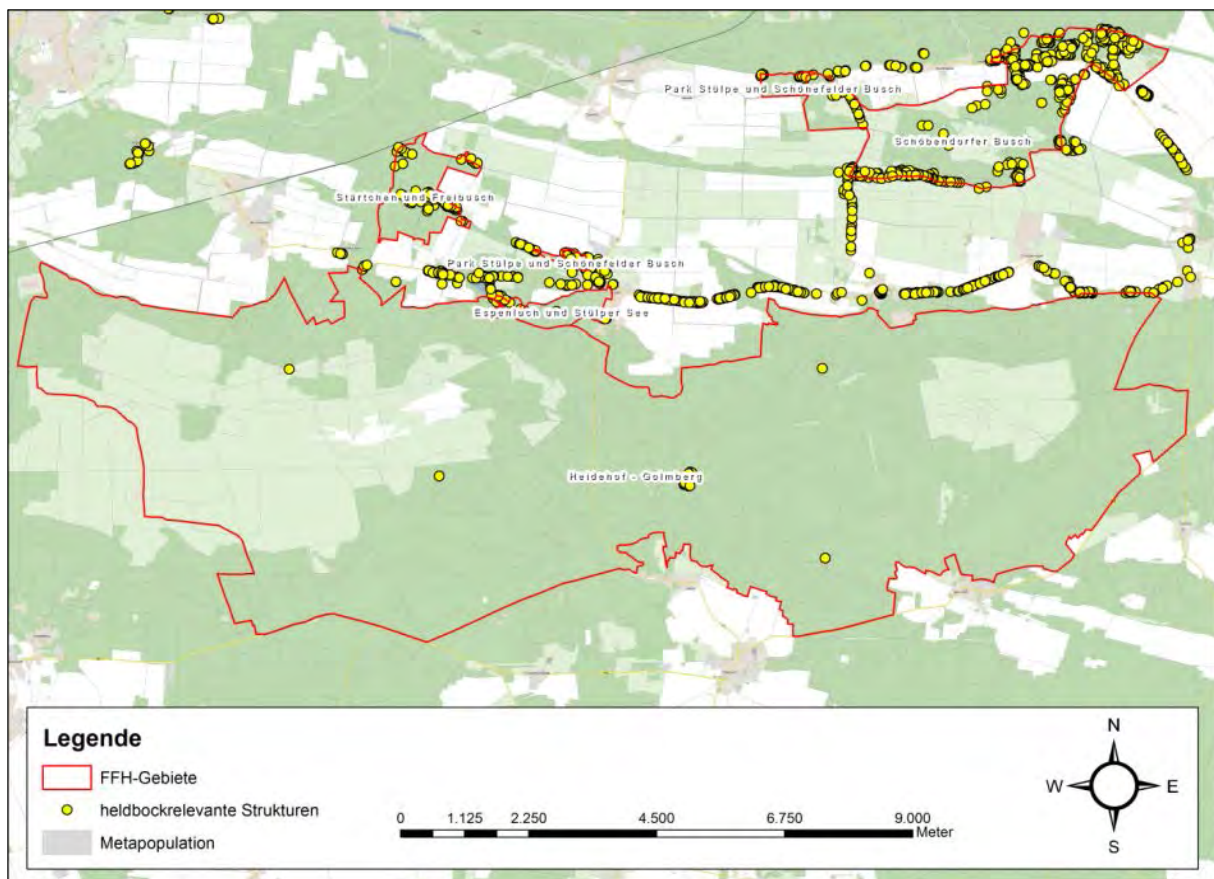 Park Stülpe und Schönefelder Busch
Schöbendorfer Busch
Stärtchen und Freibusch
Park Stülpe und Schönefelder Busch
Espenluch und Stülper See
Heidehof - Golmberg
Legende
FFH-Gebiete
heldbockrelevante Strukturen
Metapopulation
0 1.125 2.250 4.500 6.750 9.000
Meter
N
W E
S